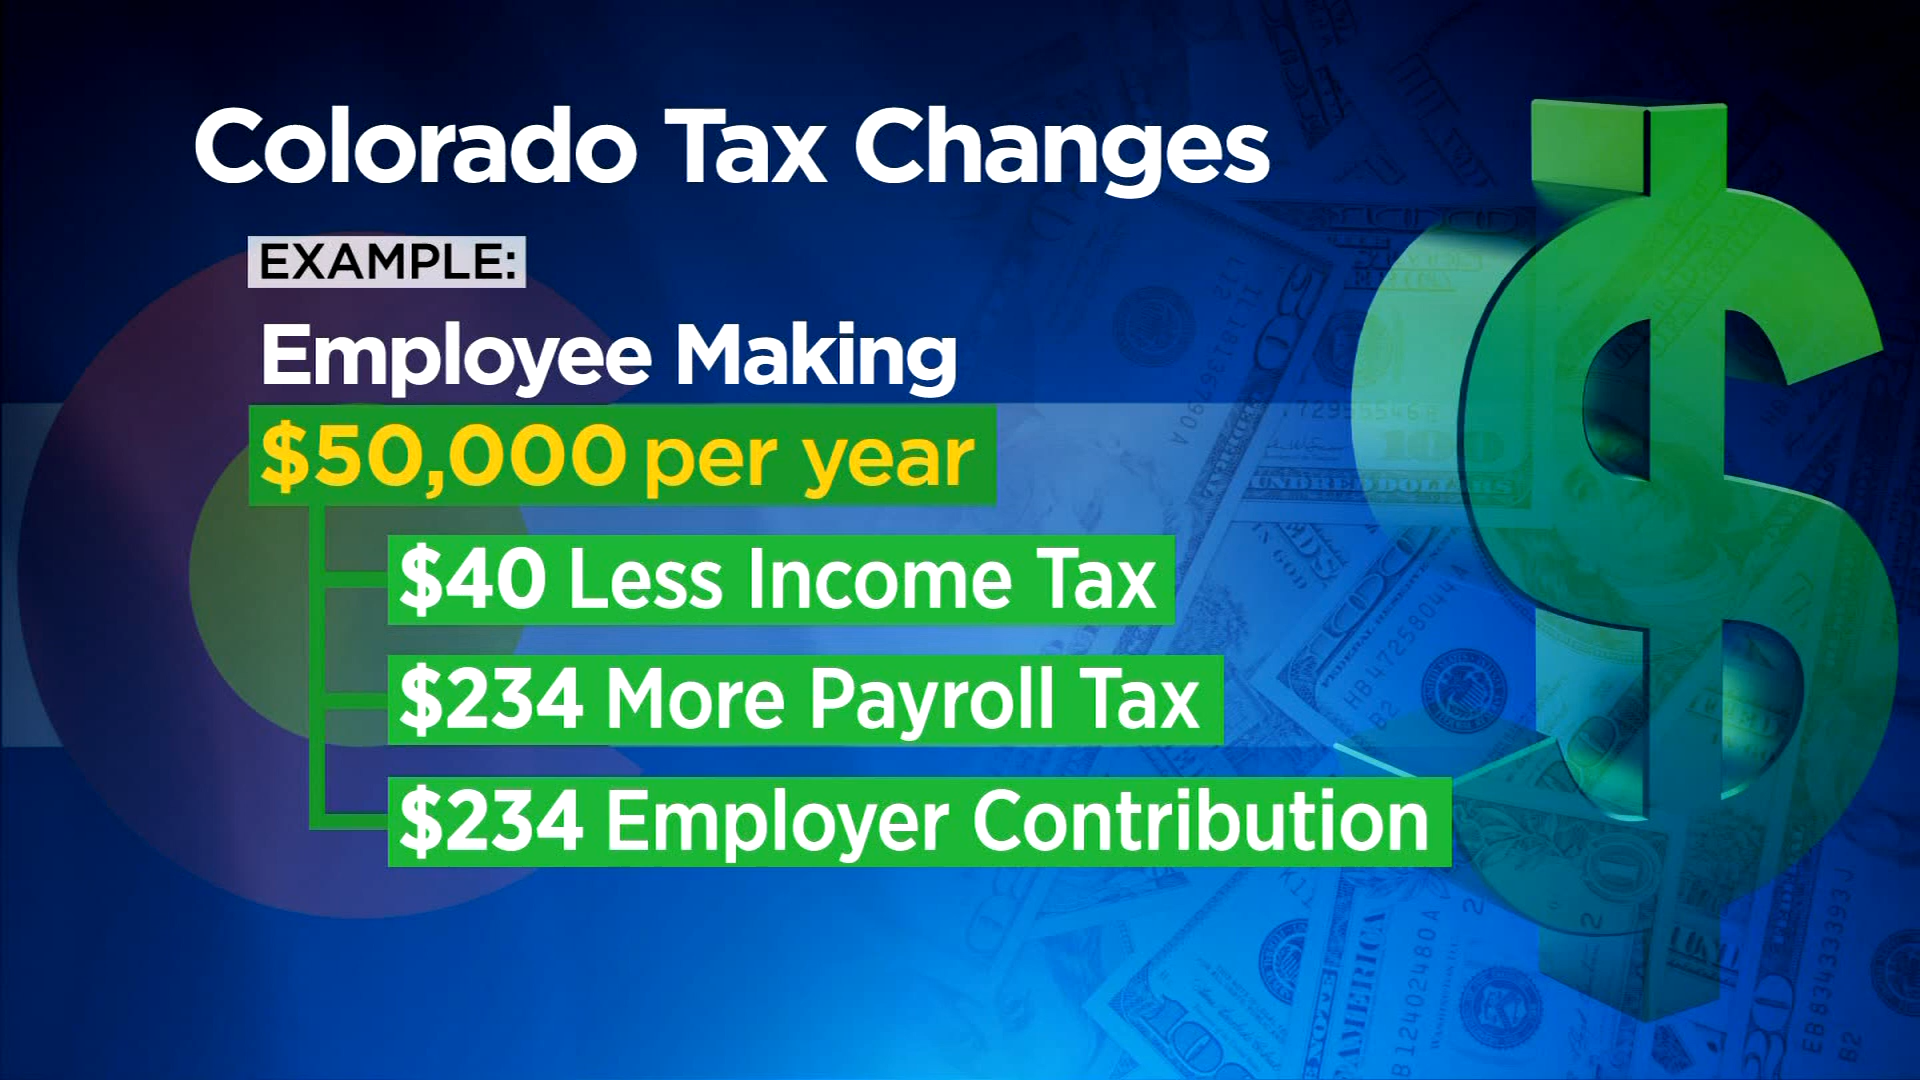 Colorado Tax Changes
EXAMPLE:
Employee Making
$50,000 per year
$40 Less Income Tax
$234 More Payroll Tax
$234 Employer Contribution